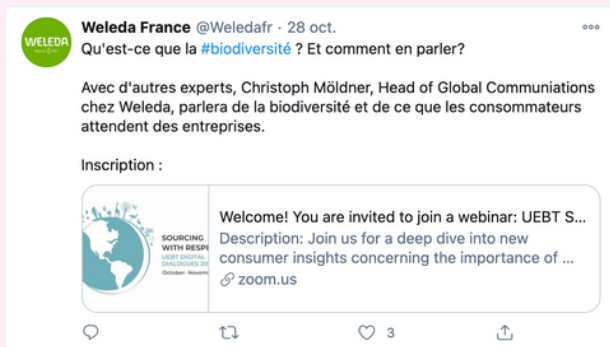 WELEDA
Weleda France @Weledafr · 28 oct.
Qu'est-ce que la #biodiversité ? Et comment en parler?
Avec d'autres experts, Christoph Möldner, Head of Global Communiations
chez Weleda, parlera de la biodiversité et de ce que les consommateurs
attendent des entreprises.
Inscription :
SOURCING
WITH RESPE
UEBT DIGITAL
DIALOGUES 20
October- Novem
Welcome! You are invited to join a webinar: UEBT S...
Description: Join us for a deep dive into new
consumer insights concerning the importance of ...
zoom.us
3